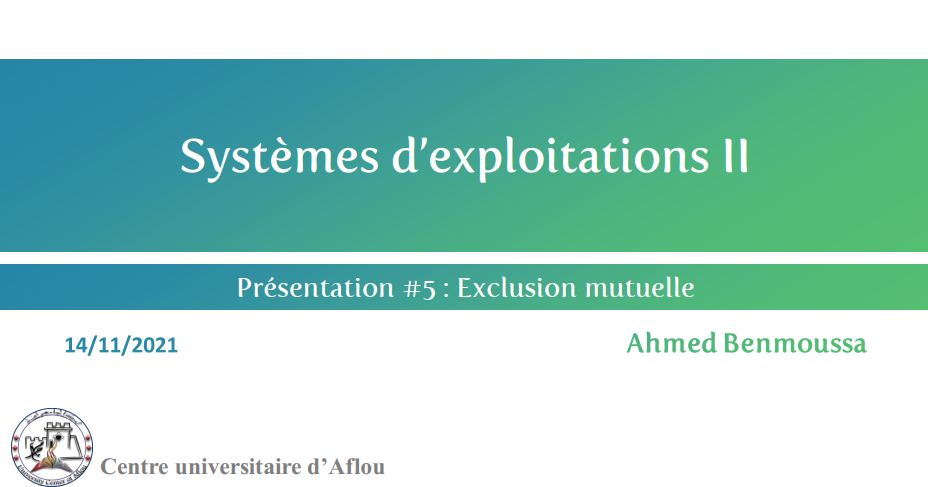 Systèmes d'exploitations II
Présentation #5 : Exclusion mutuelle
14/11/2021
Ahmed Benmoussa
University Center of Aflou
Centre universitaire d'Aflou